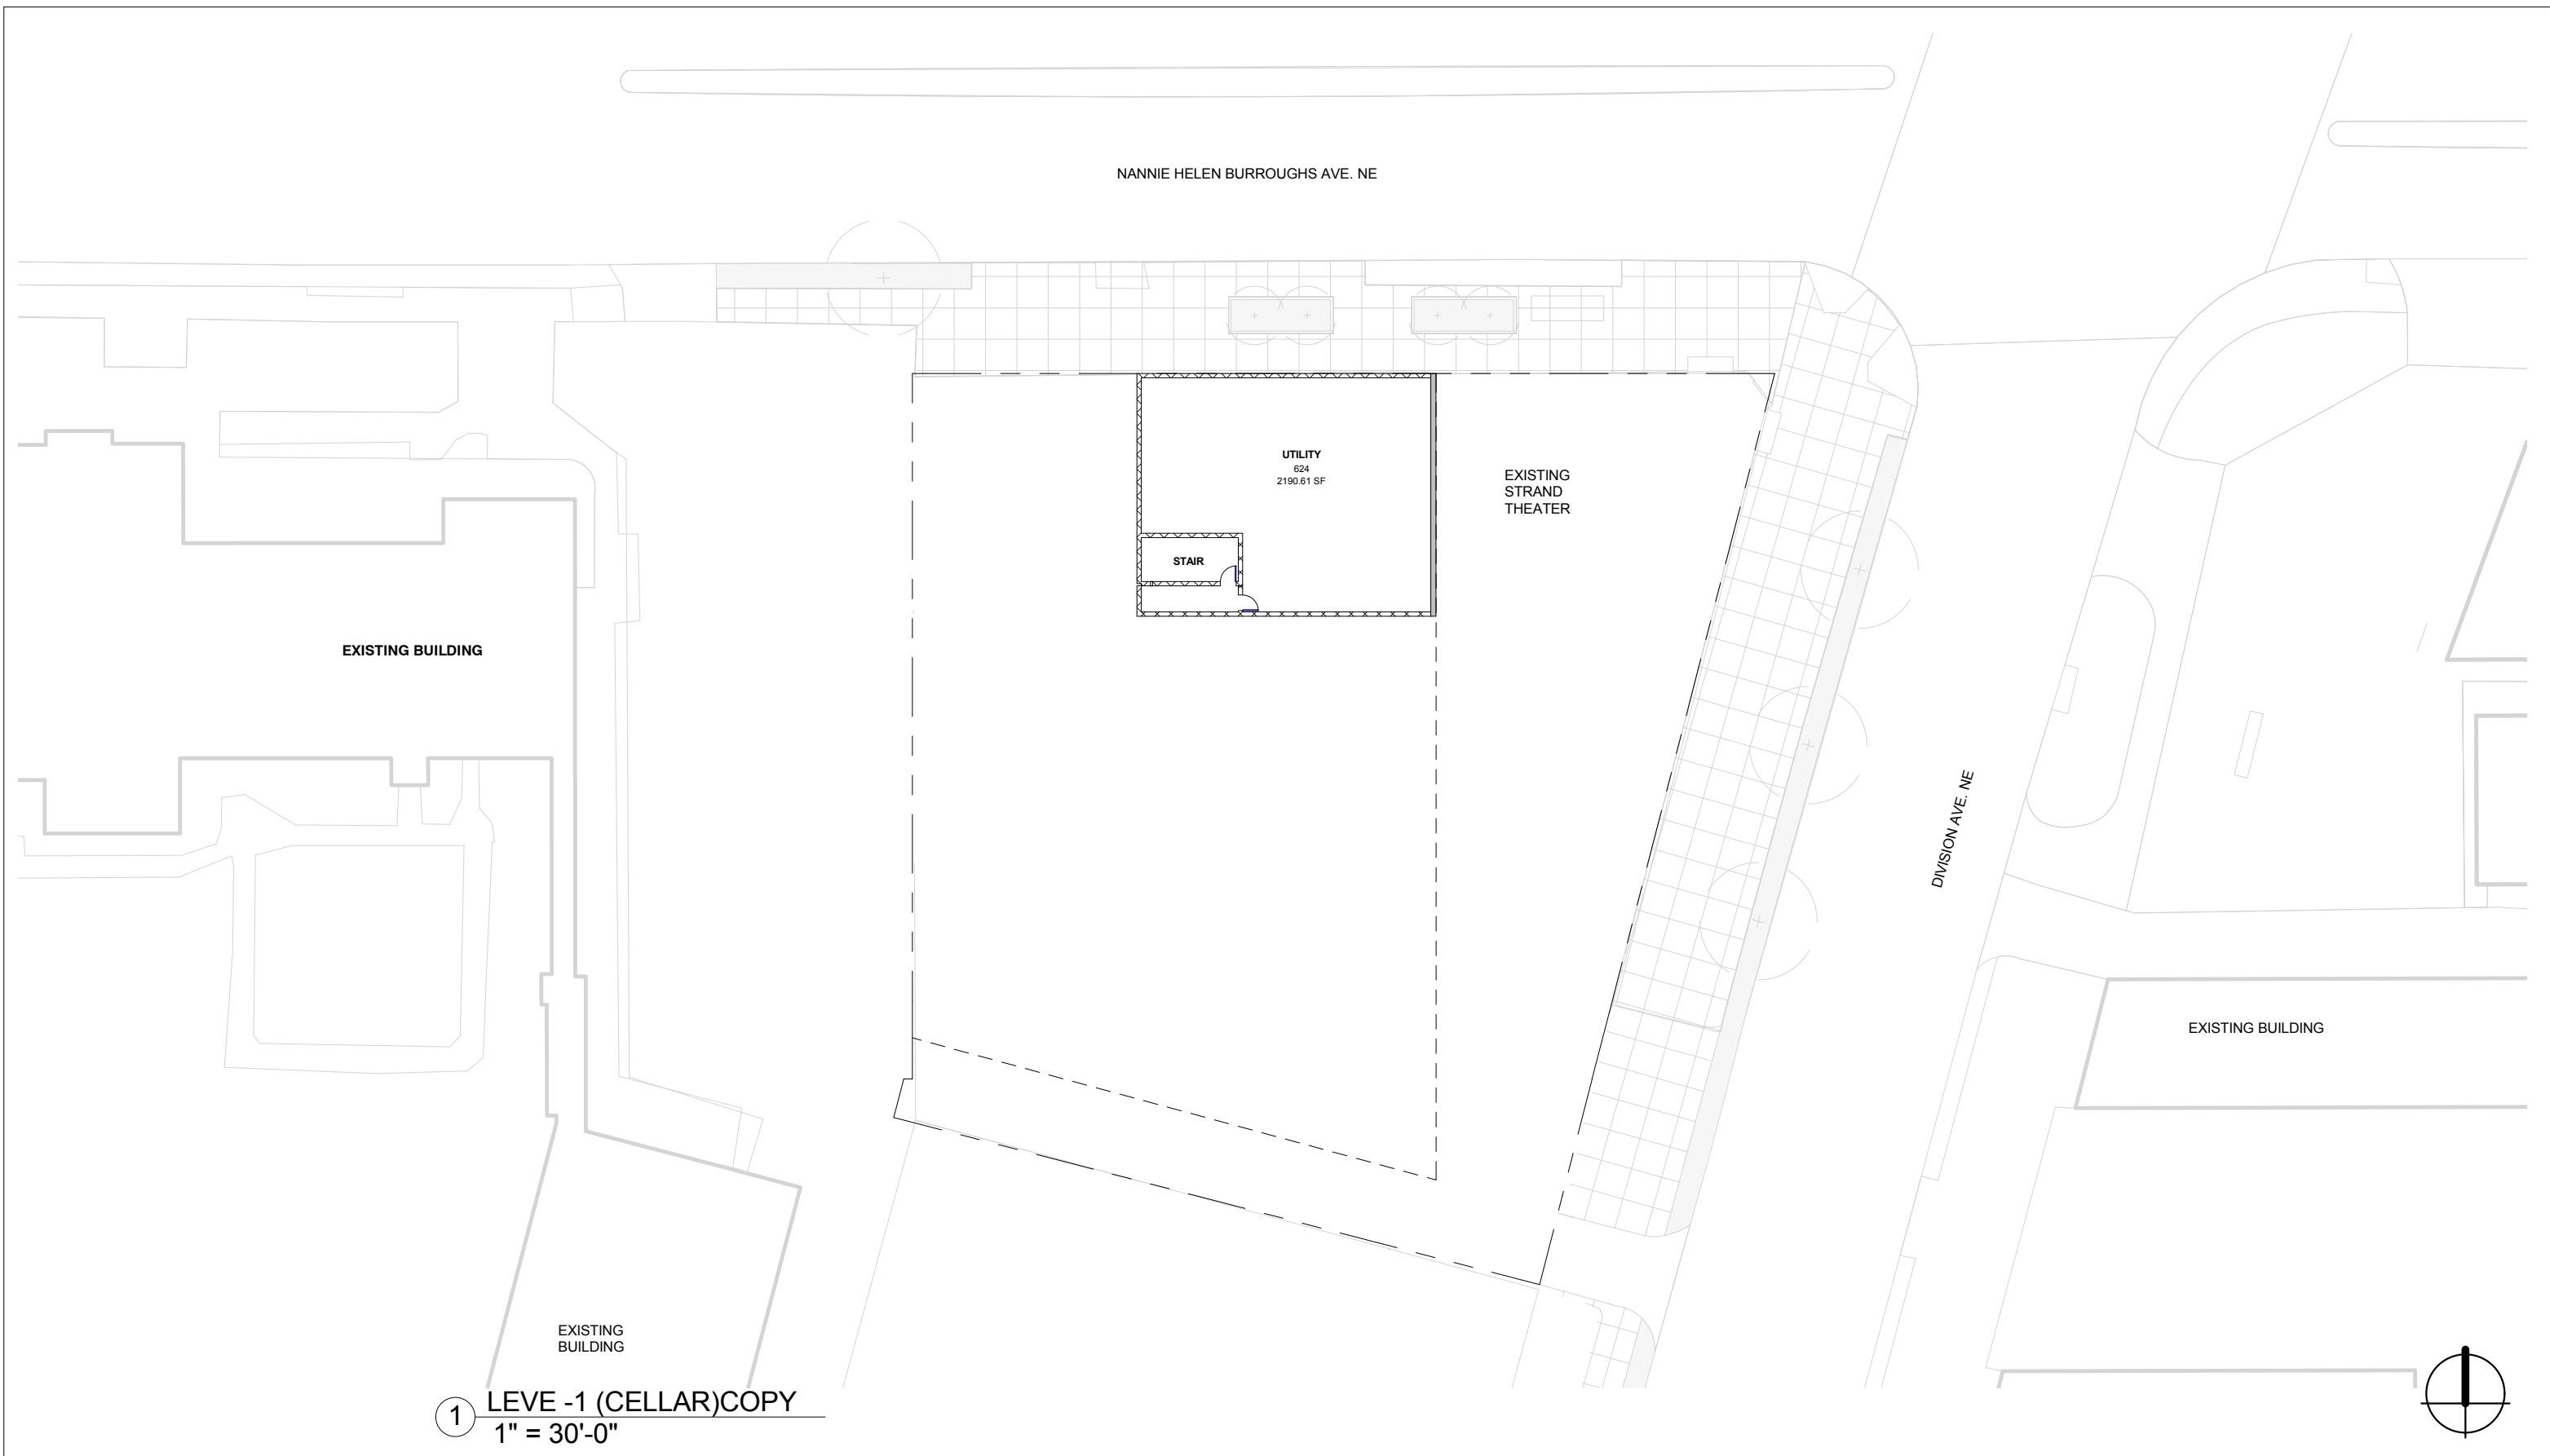 NANNIE HELEN BURROUGHS AVE. NE
UTILITY
624
2190.61 SF
EXISTING
STRAND
THEATER
STAIR
EXISTING BUILDING
DIVISION AVE. NE
EXISTING BUILDING
EXISTING
BUILDING
1
LEVE -1 (CELLAR)COPY
1" = 30'-0"